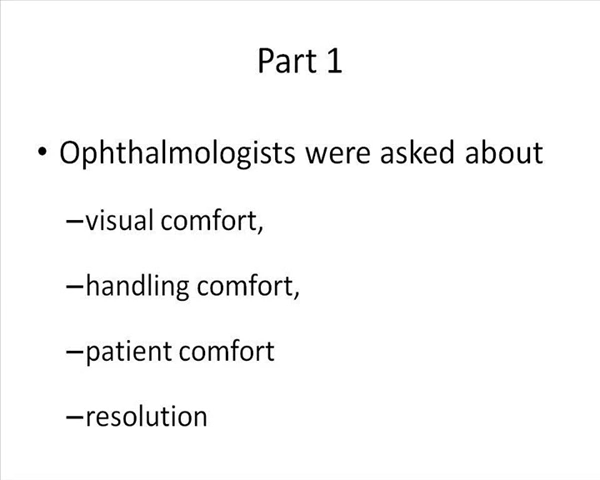 Part 1
• Ophthalmologists were asked about
–visual comfort,
–handling comfort,
–patient comfort
–resolution